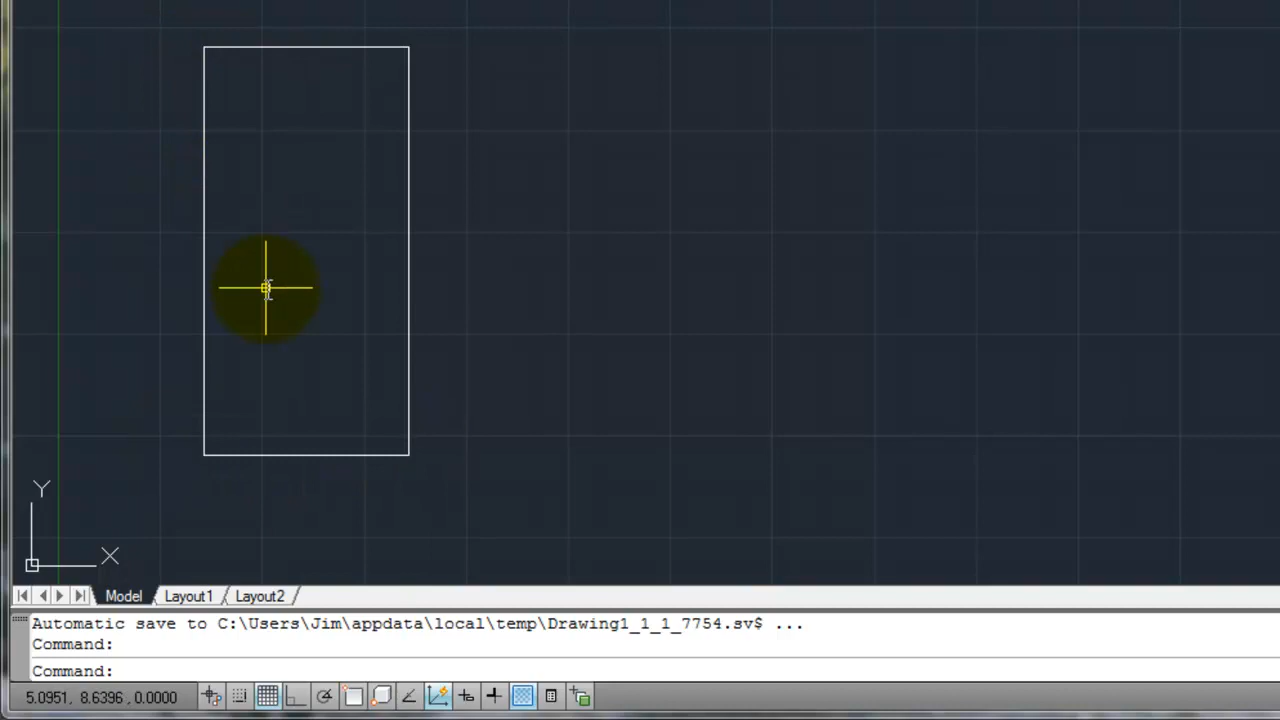 Y
X
Model Layout1 Layout2
Automatic save to C:\Users\Jim\appdata\local\temp\Drawing1_1_1_7754.sv$ ...
Command:
Command:
5.0951, 8.6396 , 0.0000